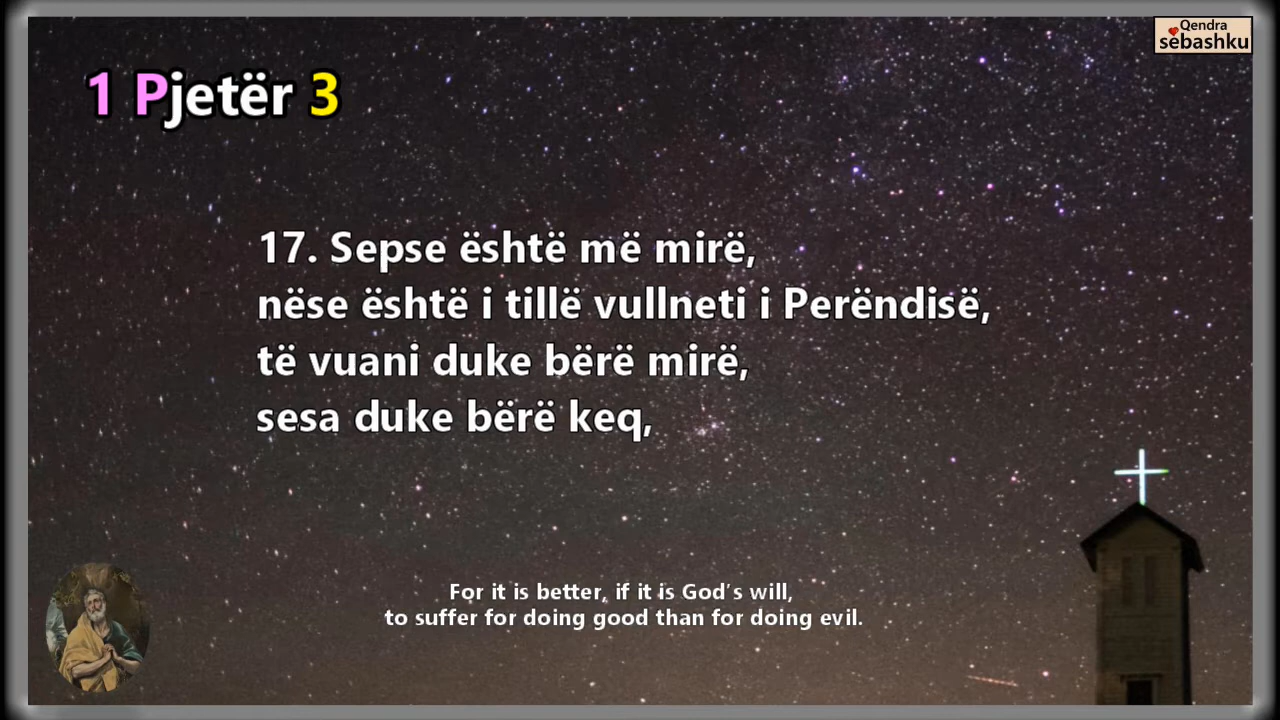 Qendra
sëbashku
1 Pjetër 3
17. Sepse është më mirë,
nëse është i tillë vullneti i Perëndisë,
të vuani duke bërë mirë,
sesa duke bërë keq,
For it is better, if it is God's will,
to suffer for doing good than for doing evil.